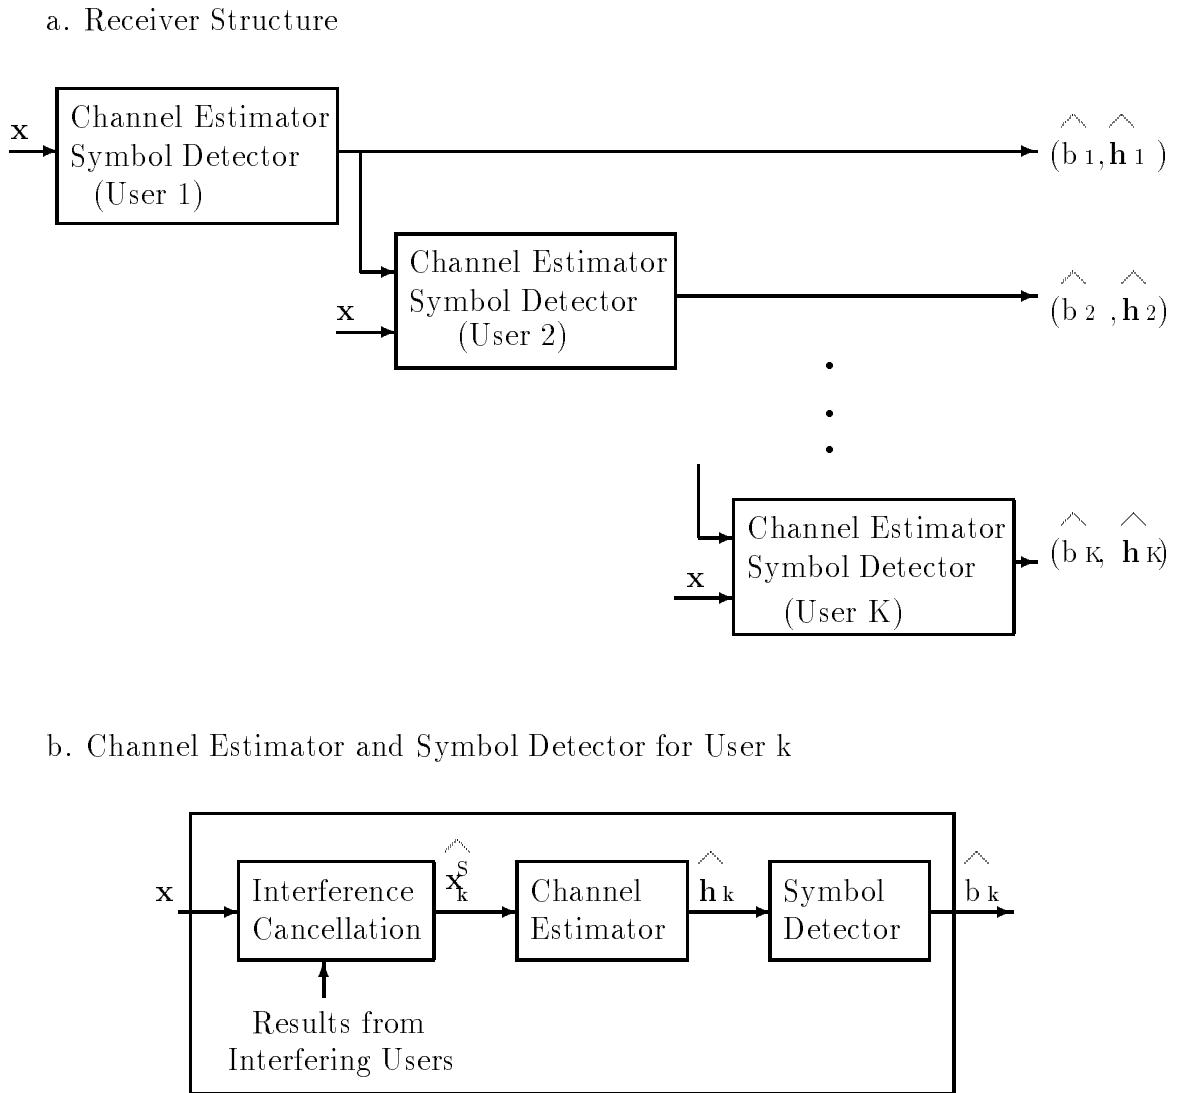 a. Receiver Structure
x
Channel Estimator
Symbol Detector
(User 1)
(b̂ 1,ĥ 1 )
Channel Estimator
Symbol Detector
(User 2)
x
(b̂ 2 ,ĥ 2)
Channel Estimator
Symbol Detector
(User K)
x
(b̂ K, ĥ K)
b. Channel Estimator and Symbol Detector for User k
x
Interference
Cancellation
x̂ S k
Channel
Estimator
ĥ k
Symbol
Detector
b̂ k
Results from
Interfering Users